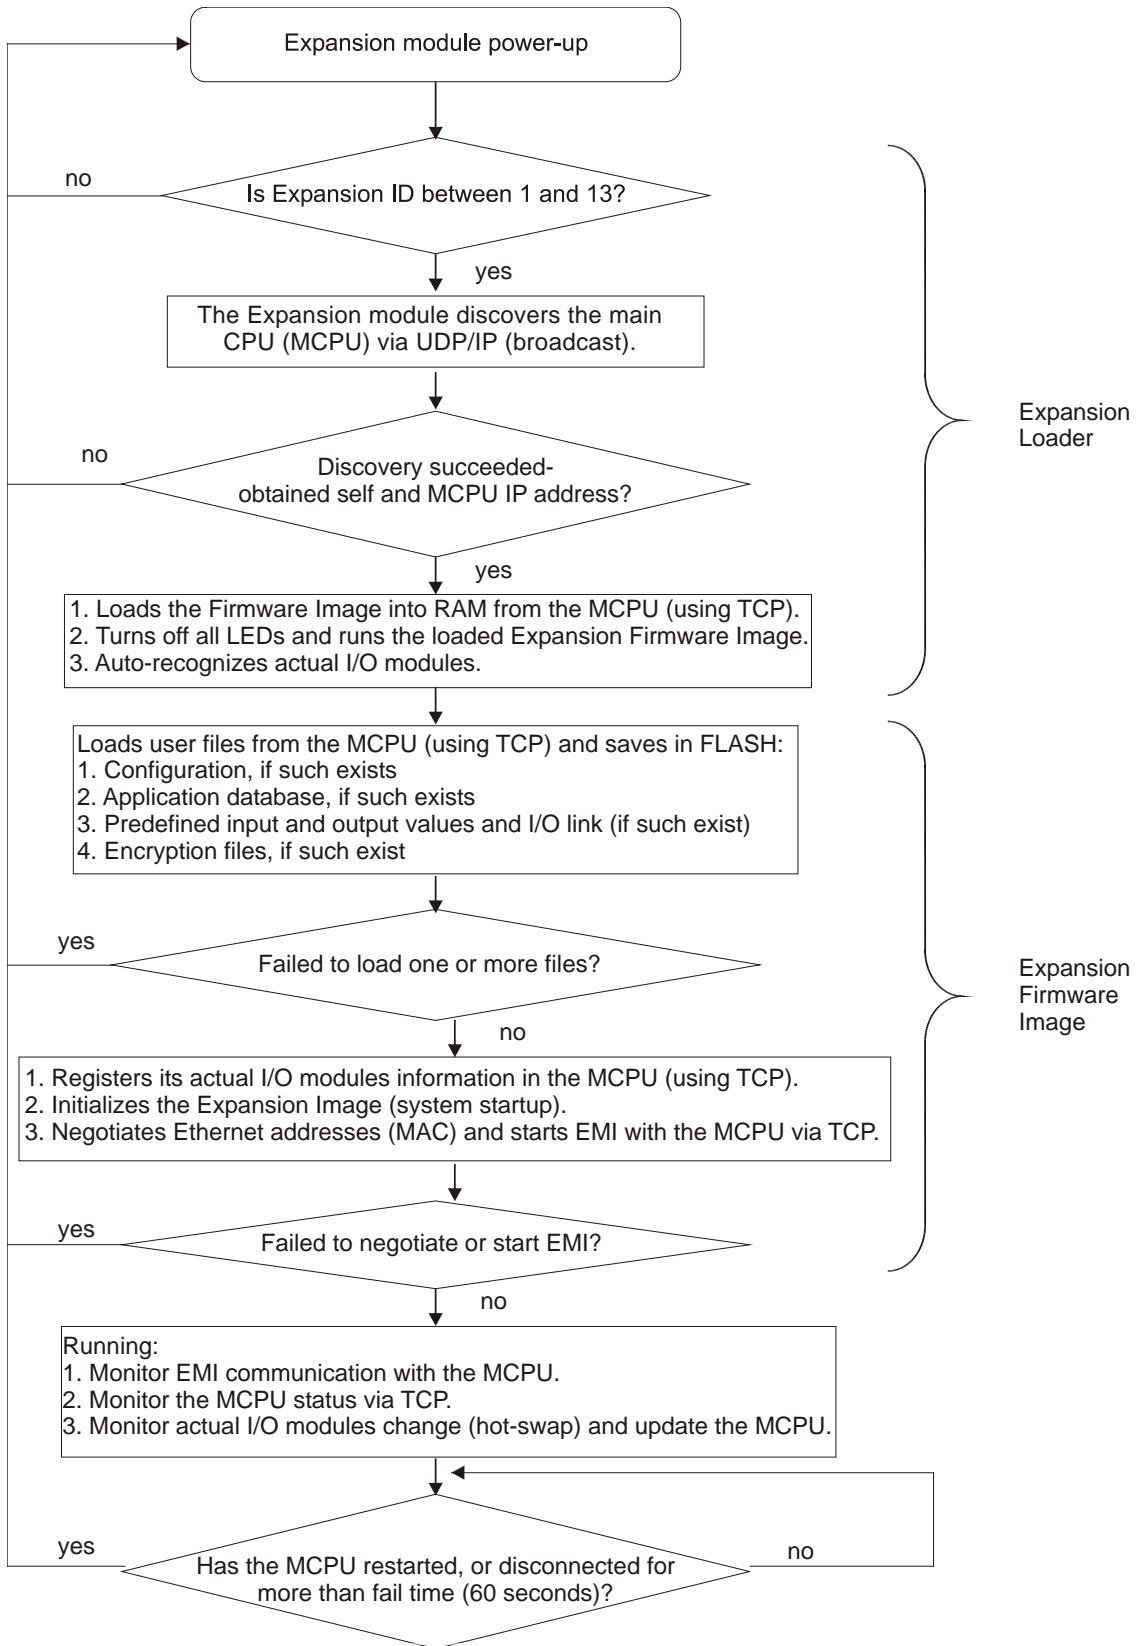 Expansion module power-up
no
Is Expansion ID between 1 and 13?
yes
The Expansion module discovers the main
CPU (MCPU) via UDP/IP (broadcast).
Expansion
Loader
no
Discovery succeeded-
obtained self and MCPU IP address?
yes
1. Loads the Firmware Image into RAM from the MCPU (using TCP).
2. Turns off all LEDs and runs the loaded Expansion Firmware Image.
3. Auto-recognizes actual I/O modules.
Loads user files from the MCPU (using TCP) and saves in FLASH:
1. Configuration, if such exists
2. Application database, if such exists
3. Predefined input and output values and I/O link (if such exist)
4. Encryption files, if such exist
yes
Failed to load one or more files?
Expansion
Firmware
Image
no
1. Registers its actual I/O modules information in the MCPU (using TCP).
2. Initializes the Expansion Image (system startup).
3. Negotiates Ethernet addresses (MAC) and starts EMI with the MCPU via TCP.
yes
Failed to negotiate or start EMI?
no
Running:
1. Monitor EMI communication with the MCPU.
2. Monitor the MCPU status via TCP.
3. Monitor actual I/O modules change (hot-swap) and update the MCPU.
yes
Has the MCPU restarted, or disconnected for
more than fail time (60 seconds)?
no